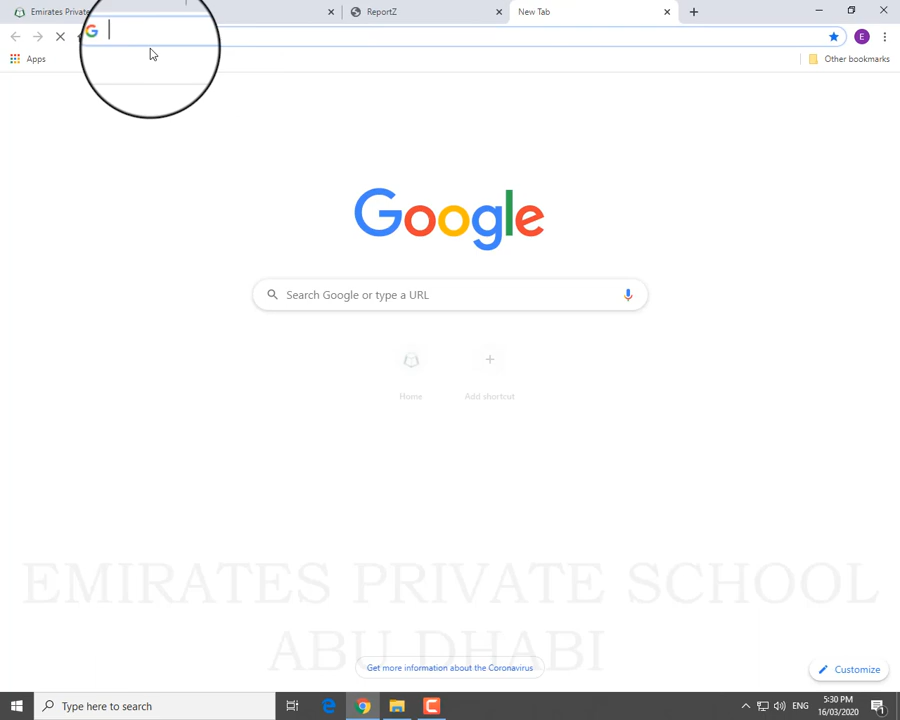 Emirates Private
ReportZ
New Tab
Apps
E
Other bookmarks
Google
Search Google or type a URL
Home
Add shortcut
EMIRATES PRIVATE SCHOOL
ABU DHABI
Get more information about the Coronavirus
Customize
Type here to search
ENG
5:30 PM
16/03/2020
1